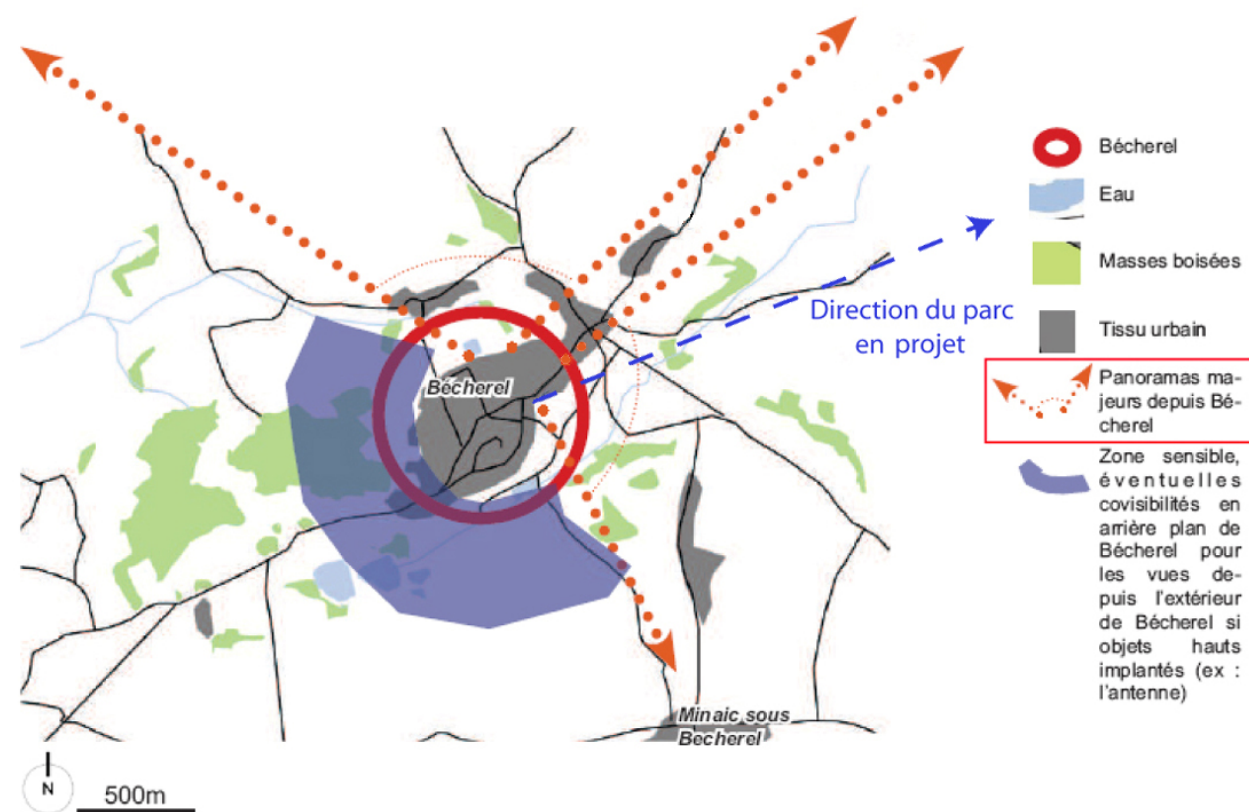 Bécherel
Eau
Masses boisées
Tissu urbain
Panoramas ma-
jeurs depuis Bé-
cherel
Zone sensible,
éventuelles
covisibilités en
arrière plan de
Bécherel pour
les vues de-
puis l'extérieur
de Bécherel si
objets hauts
implantés (ex :
l'antenne)
Direction du parc
en projet
Bécherel
Miniac sous
Becherel
N
500m